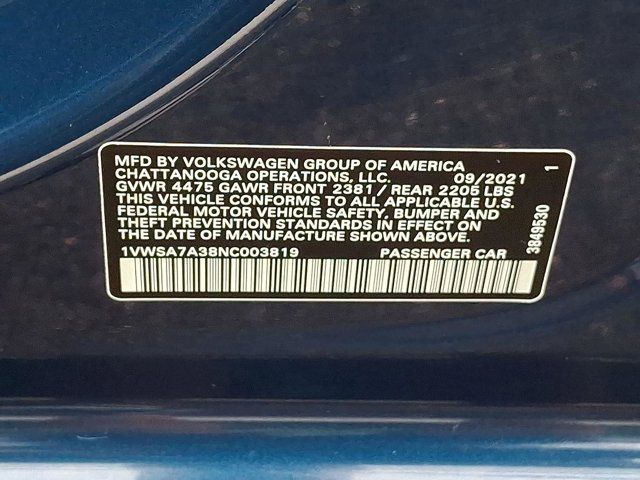 MFD BY VOLKSWAGEN GROUP OF AMERICA
CHATTANOOGA OPERATIONS, LLC. 09/2021
GVWR 4475 GAWR FRONT 2381 / REAR 2205 LBS
THIS VEHICLE CONFORMS TO ALL APPLICABLE U.S.
FEDERAL MOTOR VEHICLE SAFETY, BUMPER AND
THEFT PREVENTION STANDARDS IN EFFECT ON
THE DATE OF MANUFACTURE SHOWN ABOVE.
1VWSA7A38NC003819 PASSENGER CAR
3849530 1